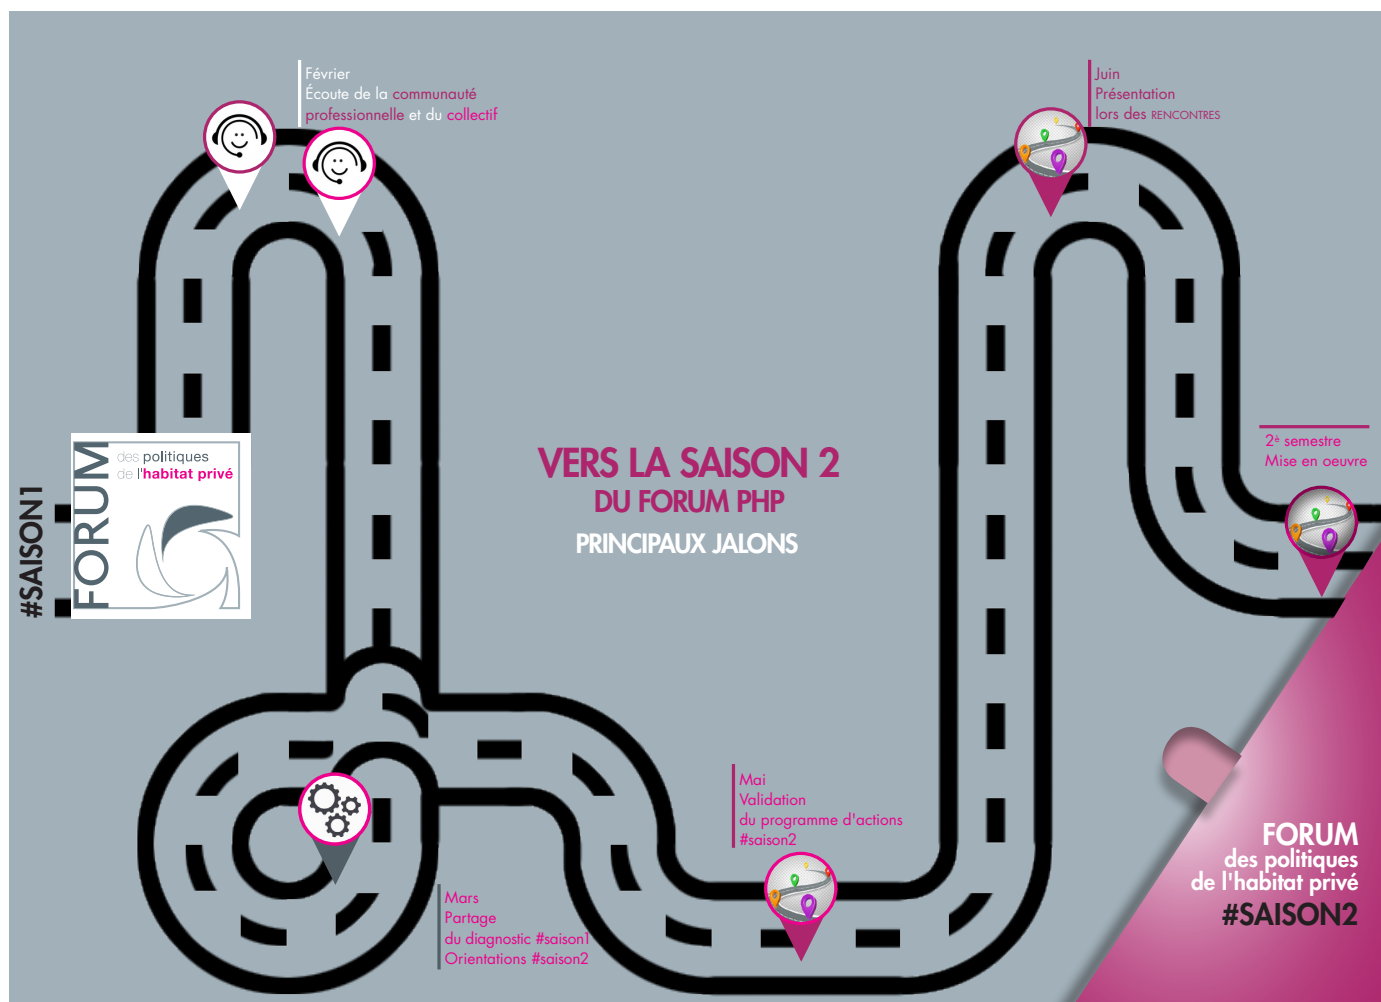 Février
Écoute de la communauté
professionnelle et du collectif
Juin
Présentation
lors des RENCONTRES
#SAISON1
FORUM
des politiques
de l'habitat privé
VERS LA SAISON 2
DU FORUM PHP
PRINCIPAUX JALONS
2è semestre
Mise en oeuvre
Mai
Validation
du programme d'actions
#saison2
Mars
Partage
du diagnostic #saison1
Orientations #saison2
FORUM
des politiques
de l'habitat privé
#SAISON2